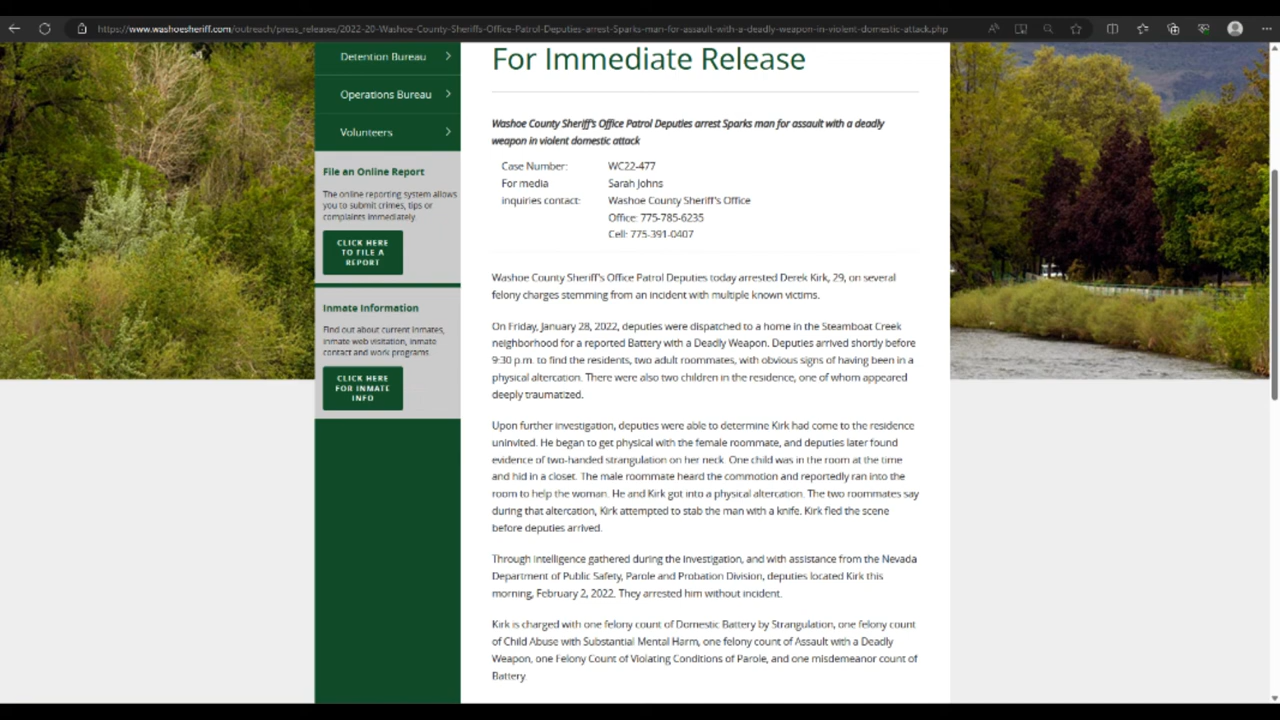 https://www.washoesheriff.com/outreach/press_releases/2022-20-Washoe-County-Sheriffs-Office-Patrol-Deputies-arrest-Sparks-man-for-assault-with-a-deadly-weapon-in-violent-domestic-attack.php
Detention Bureau
Operations Bureau
Volunteers
File an Online Report
The online reporting system allows
you to submit crimes, tips or
complaints immediately
CLICK HERE
TO FILE A
REPORT
Inmate Information
Find out about current inmates,
inmate web visitation, inmate
contact and work programs
CLICK HERE
FOR INMATE
INFO
For Immediate Release
Washoe County Sheriff's Office Patrol Deputies arrest Sparks man for assault with a deadly
weapon in violent domestic attack
Case Number: WC22-477
For media Sarah Johns
inquiries contact: Washoe County Sheriff's Office
Office: 775-785-6235
Cell: 775-391-0407
Washoe County Sheriff's Office Patrol Deputies today arrested Derek Kirk, 29, on several
felony charges stemming from an incident with multiple known victims.
On Friday, January 28, 2022, deputies were dispatched to a home in the Steamboat Creek
neighborhood for a reported Battery with a Deadly Weapon. Deputies arrived shortly before
9:30 p.m. to find the residents, two adult roommates, with obvious signs of having been in a
physical altercation. There were also two children in the residence, one of whom appeared
deeply traumatized.
Upon further investigation, deputies were able to determine Kirk had come to the residence
uninvited. He began to get physical with the female roommate, and deputies later found
evidence of two-handed strangulation on her neck. One child was in the room at the time
and hid in a closet. The male roommate heard the commotion and reportedly ran into the
room to help the woman. He and Kirk got into a physical altercation. The two roommates say
during that altercation, Kirk attempted to stab the man with a knife. Kirk fled the scene
before deputies arrived.
Through intelligence gathered during the investigation, and with assistance from the Nevada
Department of Public Safety, Parole and Probation Division, deputies located Kirk this
morning, February 2, 2022. They arrested him without incident.
Kirk is charged with one felony count of Domestic Battery by Strangulation, one felony count
of Child Abuse with Substantial Mental Harm, one felony count of Assault with a Deadly
Weapon, one Felony Count of Violating Conditions of Parole, and one misdemeanor count of
Battery.